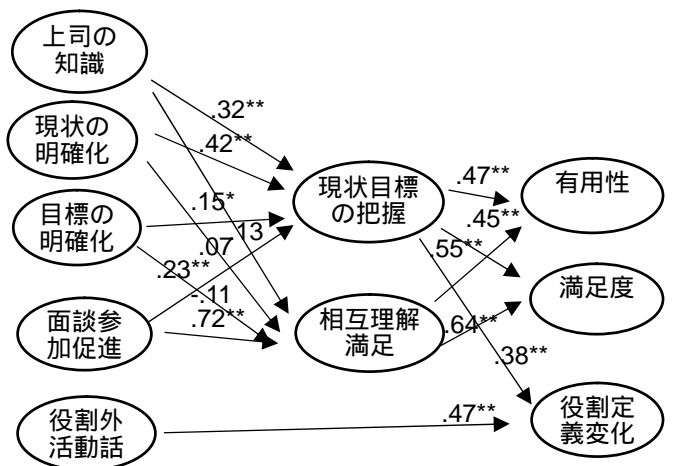 上司の
知識
現状の
明確化
目標の
明確化
面談参
加促進
役割外
活動話
.32**
.42**
.15*
.13
.07
.23**
-.11
.72**
現状目標
の把握
相互理解
満足
.47**
.45**
.55**
.64**
.38**
.47**
有用性
満足度
役割定
義変化